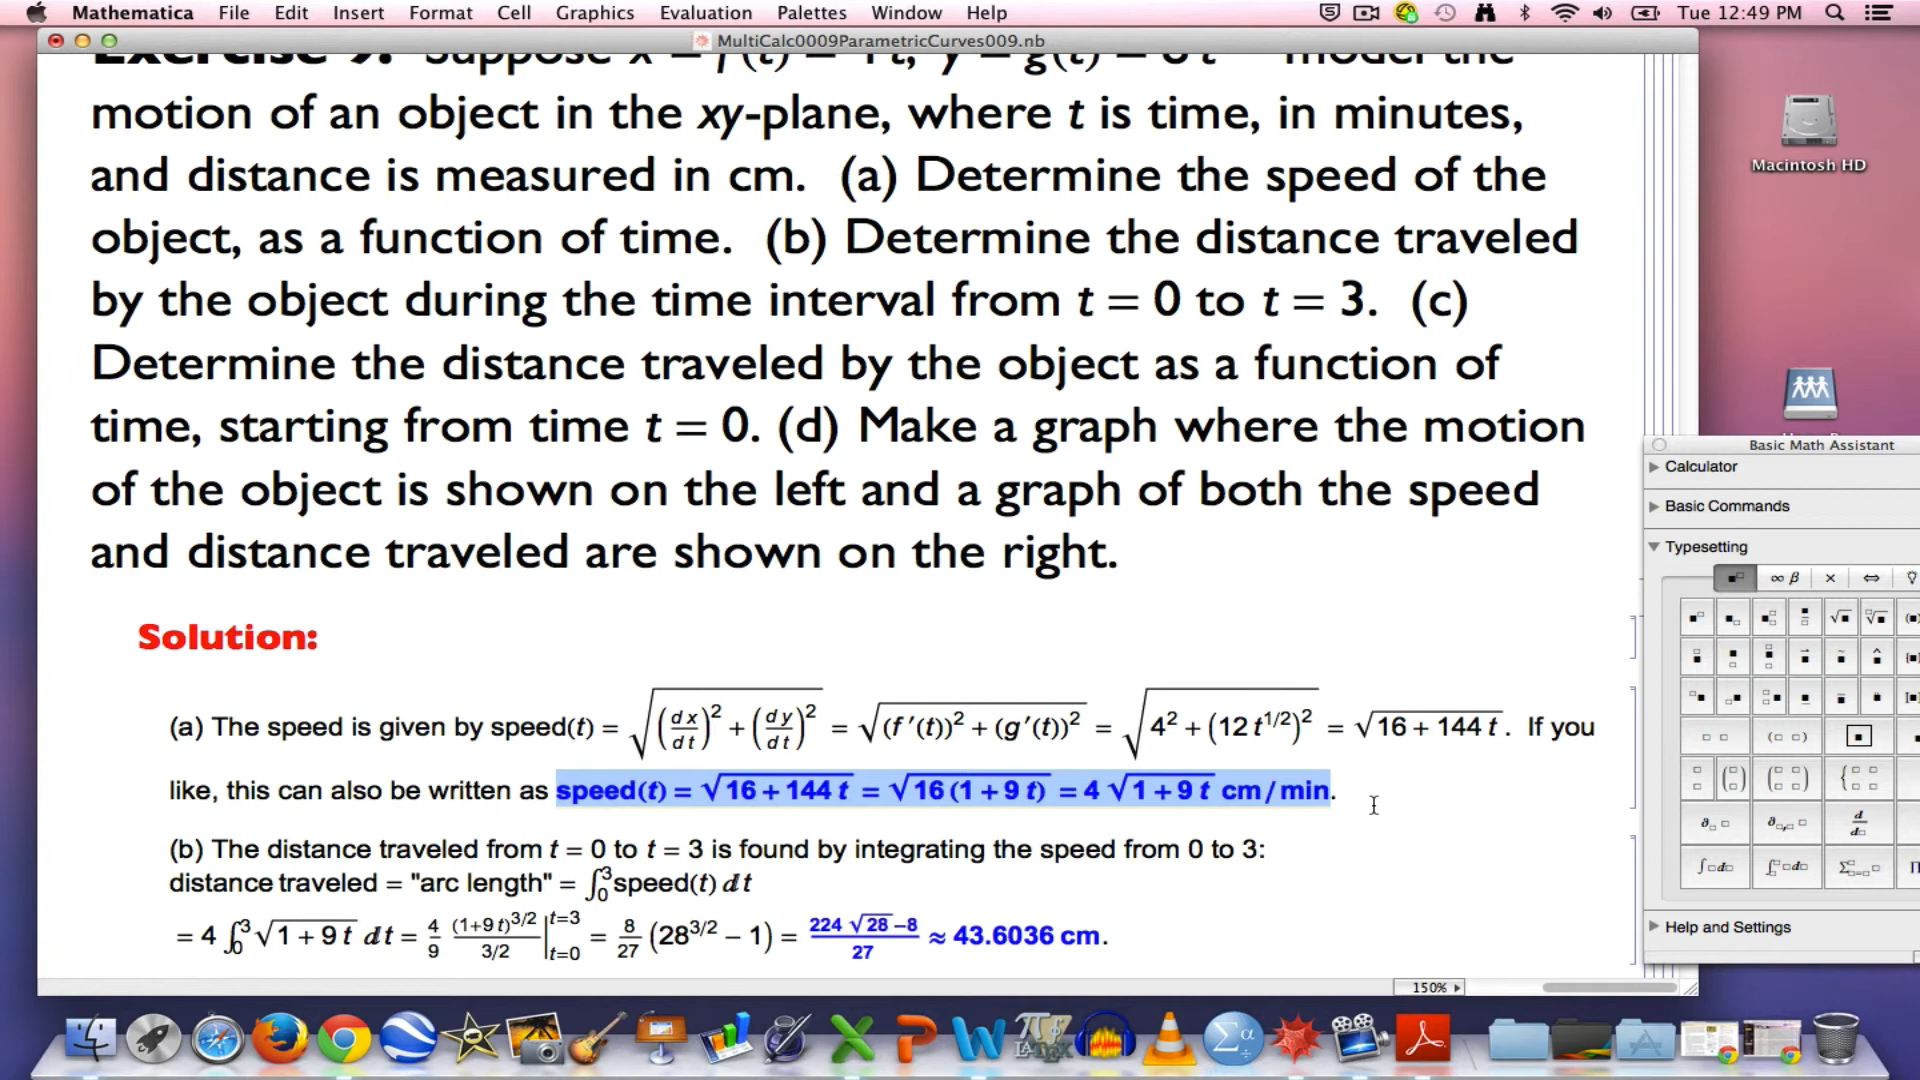 Mathematica File Edit Insert Format Cell Graphics Evaluation Palettes Window Help Tue 12:49 PM
MultiCalc0009ParametricCurves009.nb
motion of an object in the xy-plane, where t is time, in minutes,
and distance is measured in cm. (a) Determine the speed of the
object, as a function of time. (b) Determine the distance traveled
by the object during the time interval from t = 0 to t = 3. (c)
Determine the distance traveled by the object as a function of
time, starting from time t = 0. (d) Make a graph where the motion
of the object is shown on the left and a graph of both the speed
and distance traveled are shown on the right.
Solution:
(a) The speed is given by speed(t) = √((dx/dt)² + (dy/dt)²) = √((f′(t))² + (g′(t))²) = √(4² + (12 t^(1/2))²) = √(16 + 144 t). If you
like, this can also be written as speed(t) = √(16 + 144 t) = √(16 (1 + 9 t)) = 4 √(1 + 9 t) cm / min.
(b) The distance traveled from t = 0 to t = 3 is found by integrating the speed from 0 to 3:
distance traveled = "arc length" = ∫₀³ speed(t) dt
= 4 ∫₀³ √(1 + 9 t) dt = 4/9 (1+9 t)^(3/2)/(3/2) |t=0 t=3 = 8/27 (28^(3/2) − 1) = (224 √28 − 8)/27 ≈ 43.6036 cm.
150%
Macintosh HD
Basic Math Assistant
Calculator
Basic Commands
Typesetting
Help and Settings